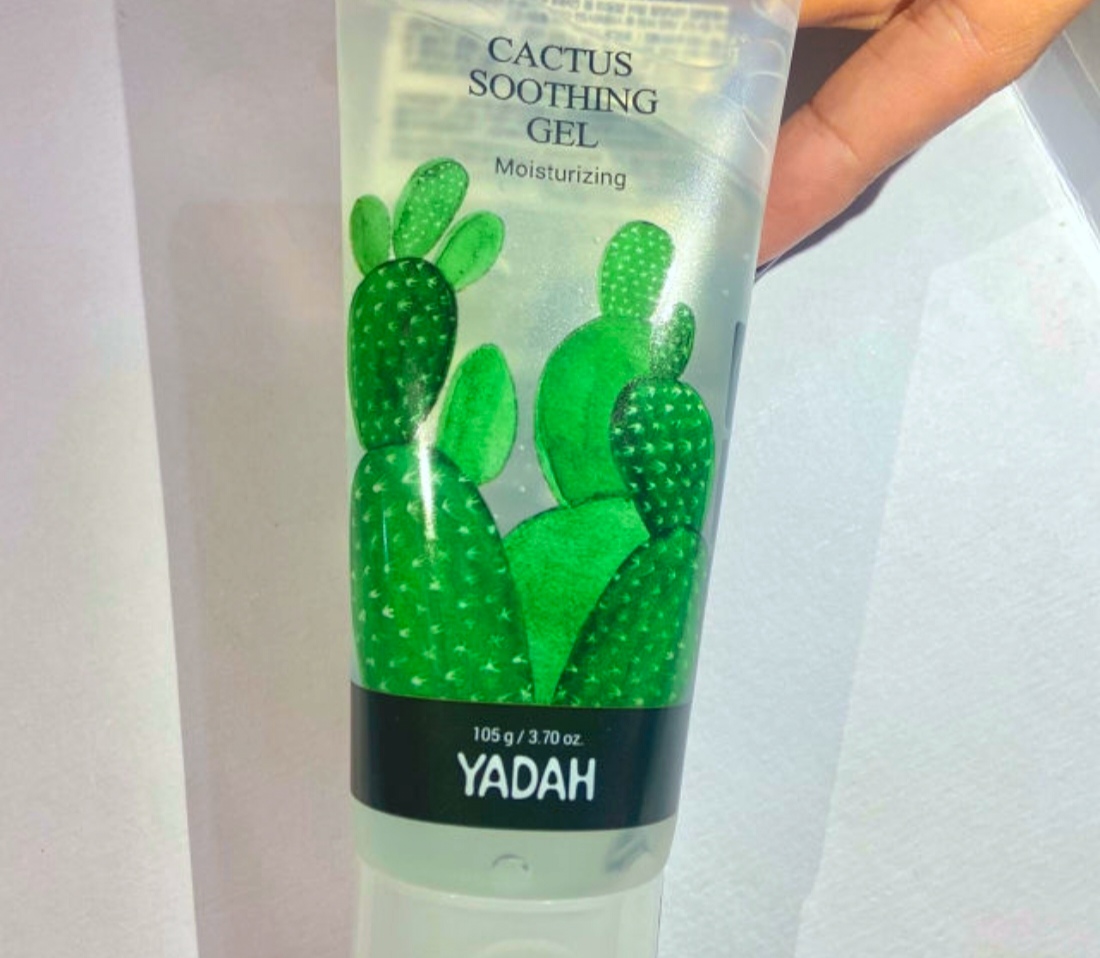 CACTUS
SOOTHING
GEL
Moisturizing
105 g / 3.70 oz.
YADAH